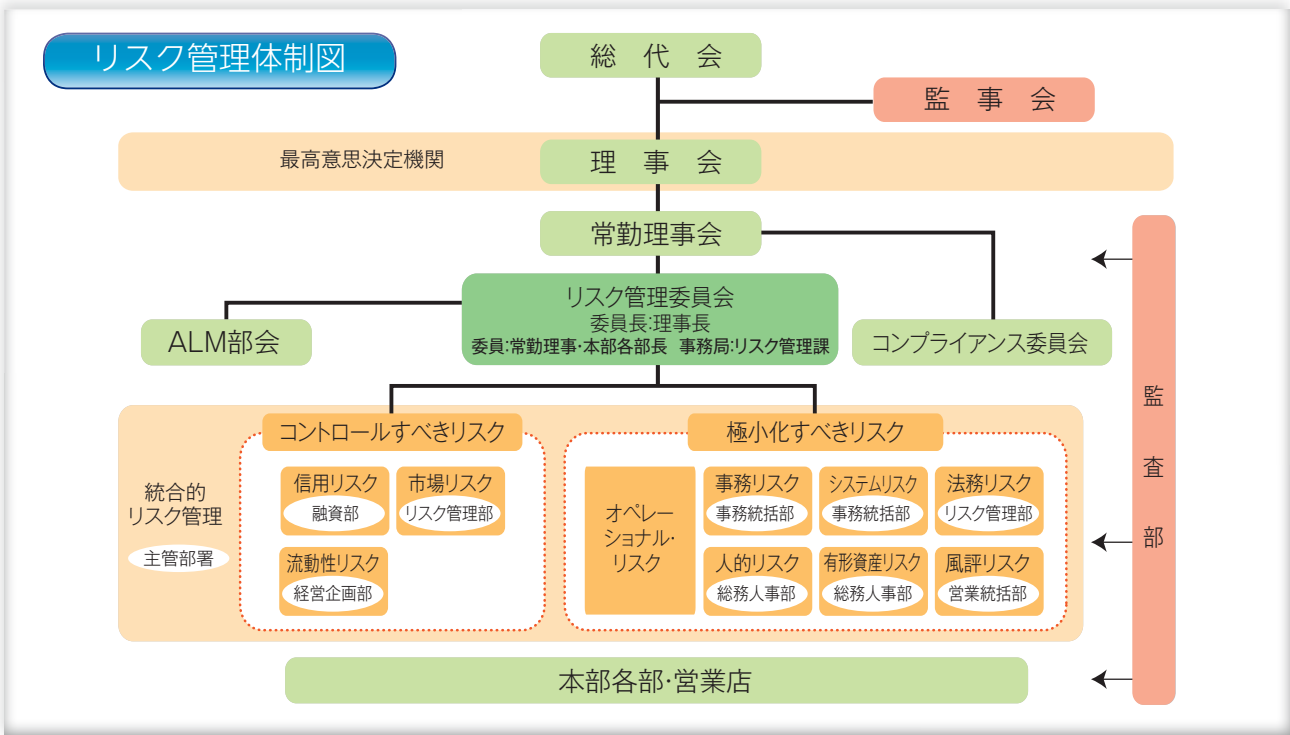 リスク管理体制図
総代会
監事会
最高意思決定機関
理事会
常勤理事会
リスク管理委員会
委員長:理事長
委員:常勤理事・本部各部長 事務局:リスク管理課
ALM部会
コンプライアンス委員会
監査部
統合的
リスク管理
主管部署
コントロールすべきリスク
信用リスク
融資部
市場リスク
リスク管理部
流動性リスク
経営企画部
極小化すべきリスク
オペレー
ショナル・
リスク
事務リスク
事務統括部
システムリスク
事務統括部
法務リスク
リスク管理部
人的リスク
総務人事部
有形資産リスク
総務人事部
風評リスク
営業統括部
本部各部・営業店